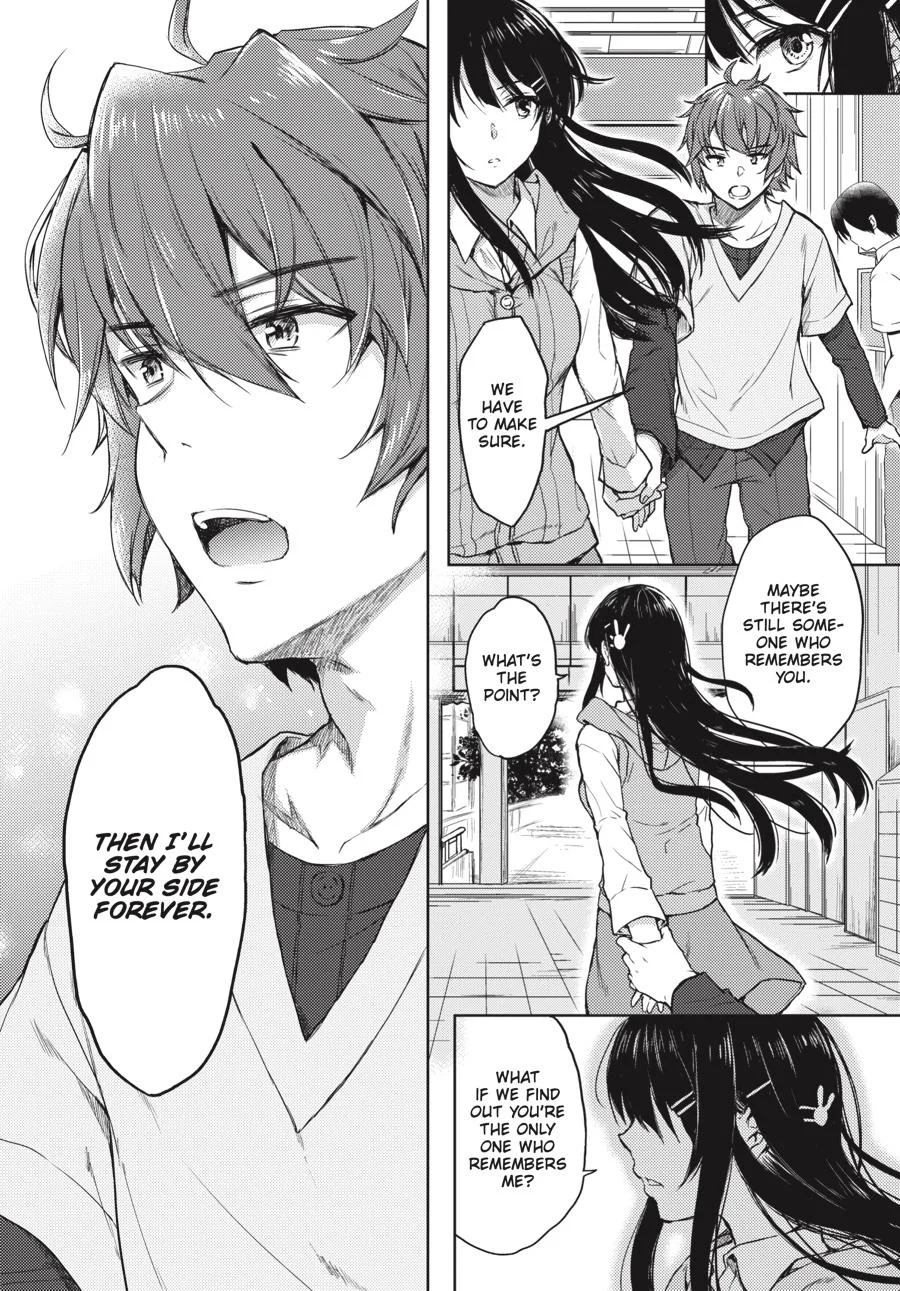 WE
HAVE
TO MAKE
SURE.
MAYBE
THERE'S
STILL SOME-
ONE WHO
REMEMBERS
YOU.
WHAT'S
THE
POINT?
WHAT
IF WE FIND
OUT YOU'RE
THE ONLY
ONE WHO
REMEMBERS
ME?
THEN I'LL
STAY BY
YOUR SIDE
FOREVER.